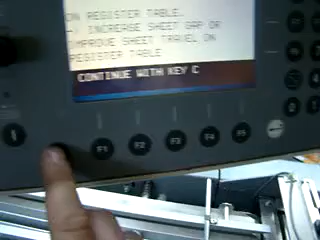 ON REGISTER TABLE.
INCREASE SHEET GAP OR
IMPROVE SHEET TRAVEL ON
REGISTER TABLE
CONTINUE WITH KEY C
F1 F2 F3 F4 F5